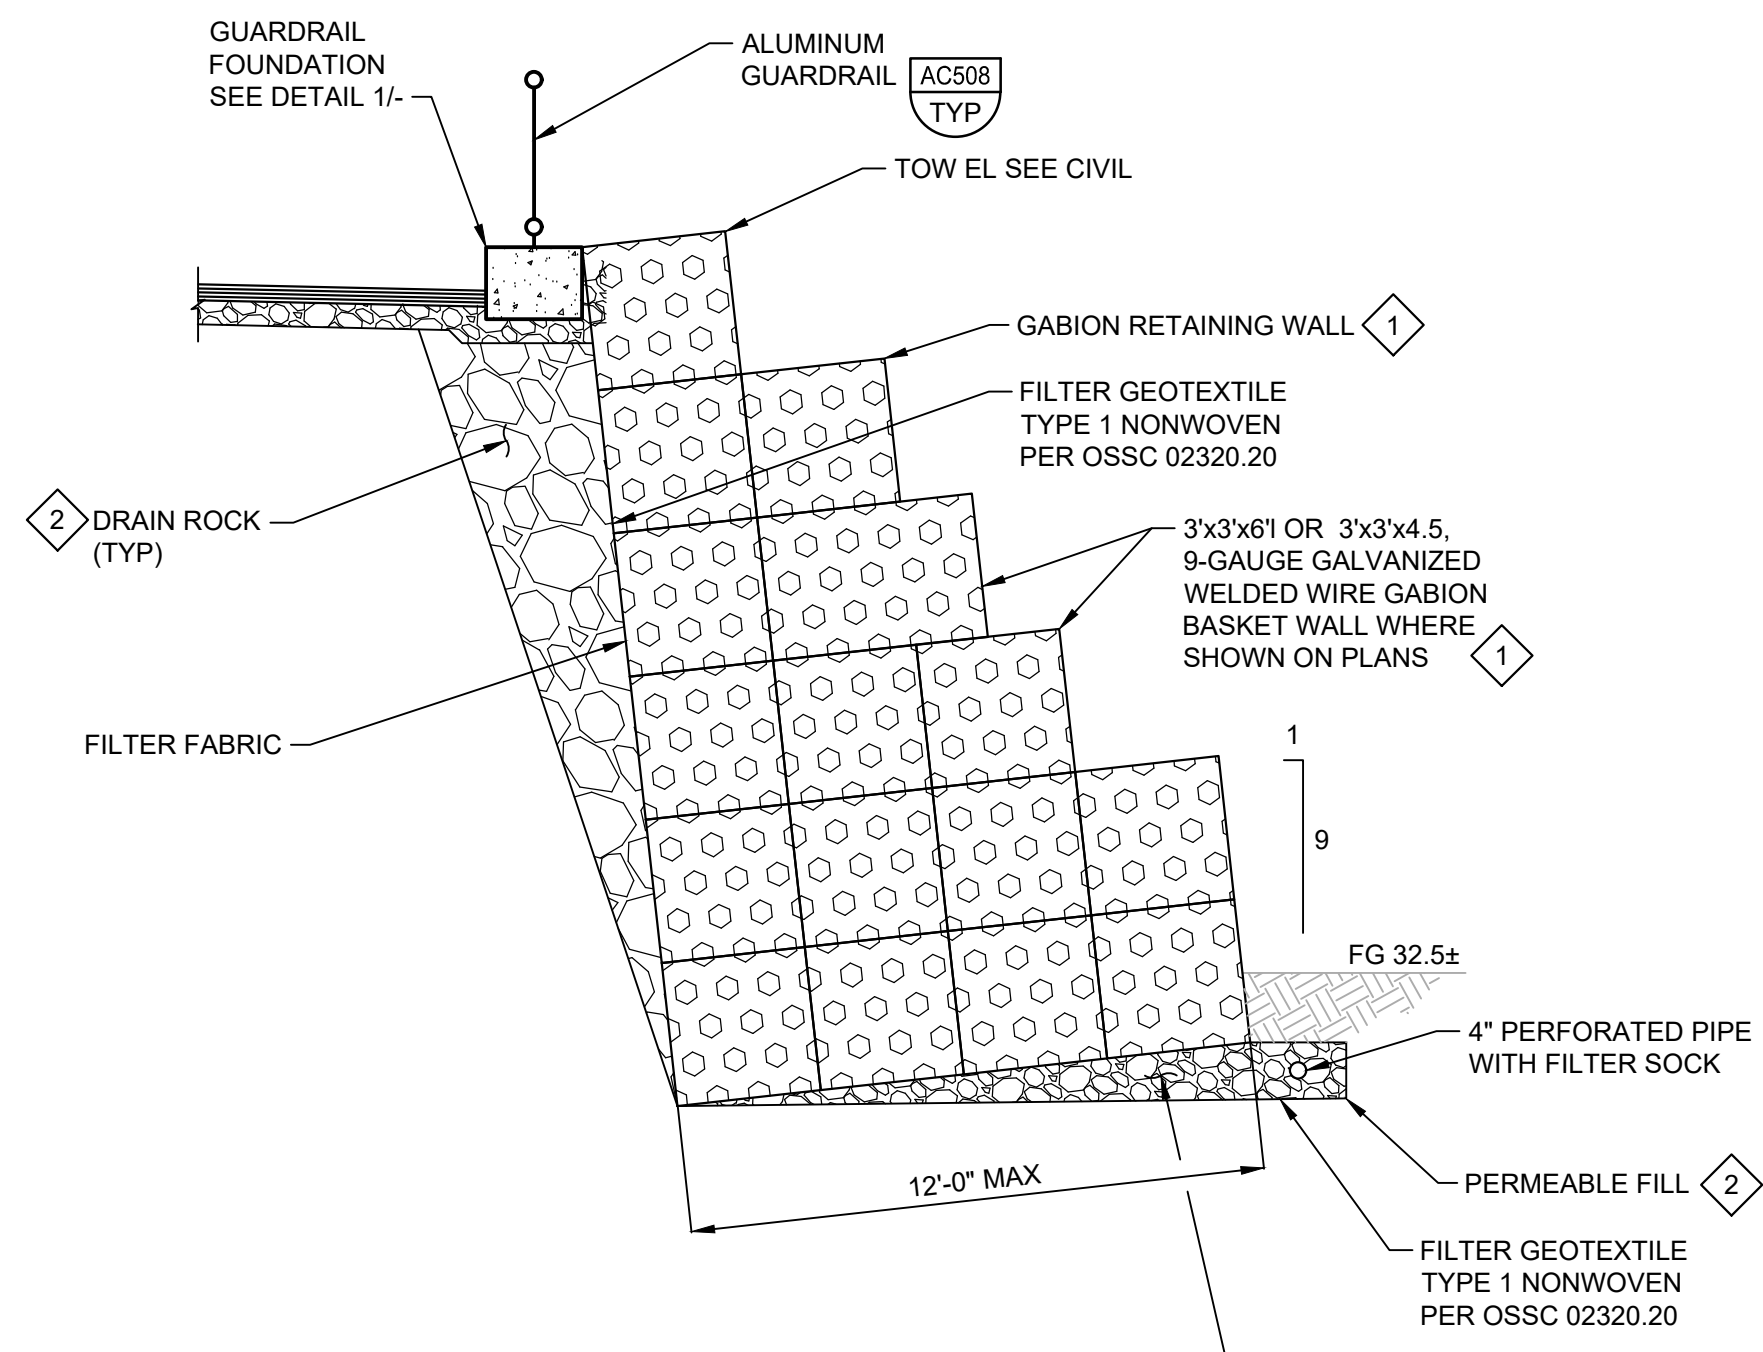 GUARDRAIL
FOUNDATION
SEE DETAIL 1/-
ALUMINUM
GUARDRAIL
AC508
TYP
TOW EL SEE CIVIL
GABION RETAINING WALL 1
FILTER GEOTEXTILE
TYPE 1 NONWOVEN
PER OSSC 02320.20
2 DRAIN ROCK
(TYP)
3'x3'x6'l OR 3'x3'x4.5,
9-GAUGE GALVANIZED
WELDED WIRE GABION
BASKET WALL WHERE
SHOWN ON PLANS 1
FILTER FABRIC
1
9
FG 32.5±
4" PERFORATED PIPE
WITH FILTER SOCK
12'-0" MAX
PERMEABLE FILL 2
FILTER GEOTEXTILE
TYPE 1 NONWOVEN
PER OSSC 02320.20